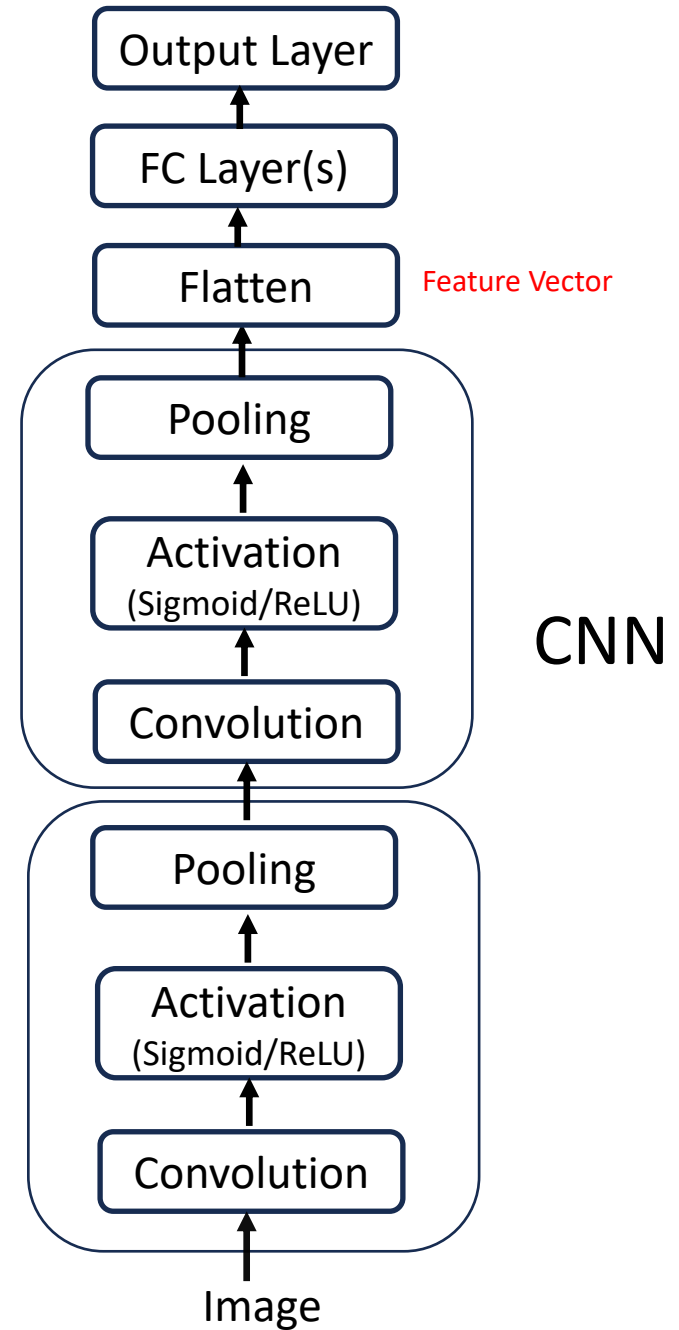 Output Layer
FC Layer(s)
Flatten
Feature Vector
Pooling
Activation
(Sigmoid/ReLU)
CNN
Convolution
Pooling
Activation
(Sigmoid/ReLU)
Convolution
Image